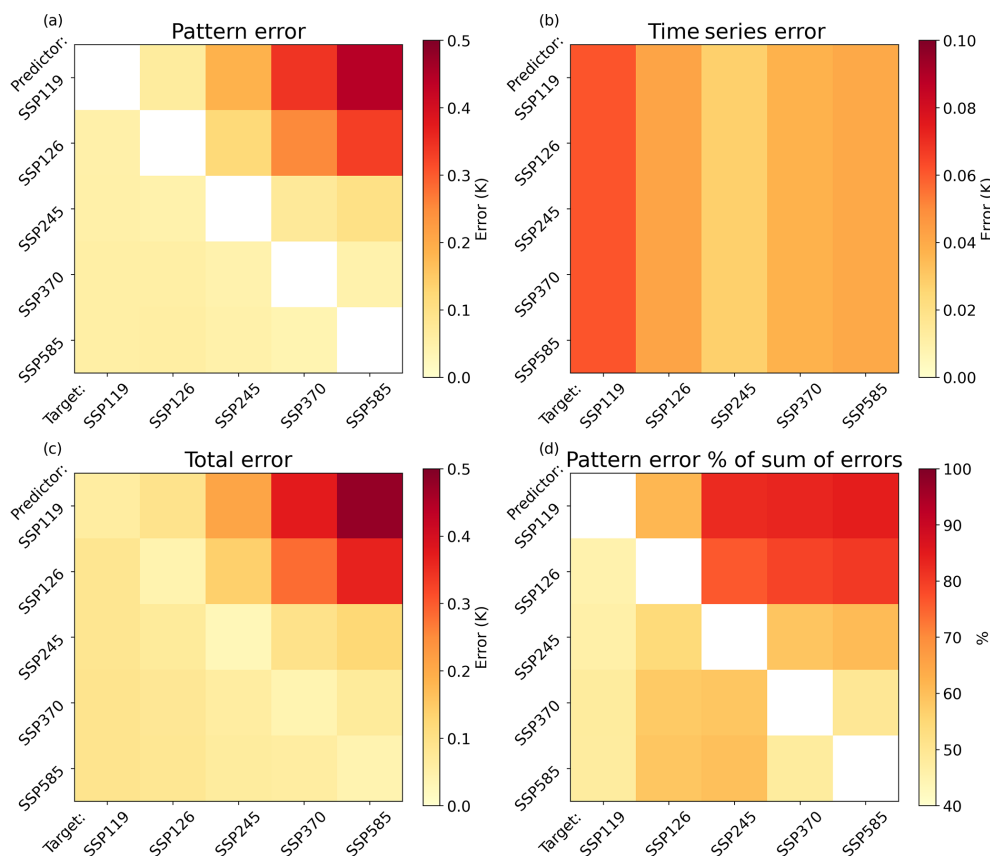 (a)
Pattern error
Predictor:
SSP119
SSP126
SSP245
SSP370
SSP585
Target:
SSP119
SSP126
SSP245
SSP370
SSP585
0.5
0.4
0.3
0.2
0.1
0.0
Error (K)
(b)
Time series error
Predictor:
SSP119
SSP126
SSP245
SSP370
SSP585
Target:
SSP119
SSP126
SSP245
SSP370
SSP585
0.10
0.08
0.06
0.04
0.02
0.00
Error (K)
(c)
Total error
Predictor:
SSP119
SSP126
SSP245
SSP370
SSP585
Target:
SSP119
SSP126
SSP245
SSP370
SSP585
0.5
0.4
0.3
0.2
0.1
0.0
Error (K)
(d)
Pattern error % of sum of errors
Predictor:
SSP119
SSP126
SSP245
SSP370
SSP585
Target:
SSP119
SSP126
SSP245
SSP370
SSP585
100
90
80
70
60
50
40
%